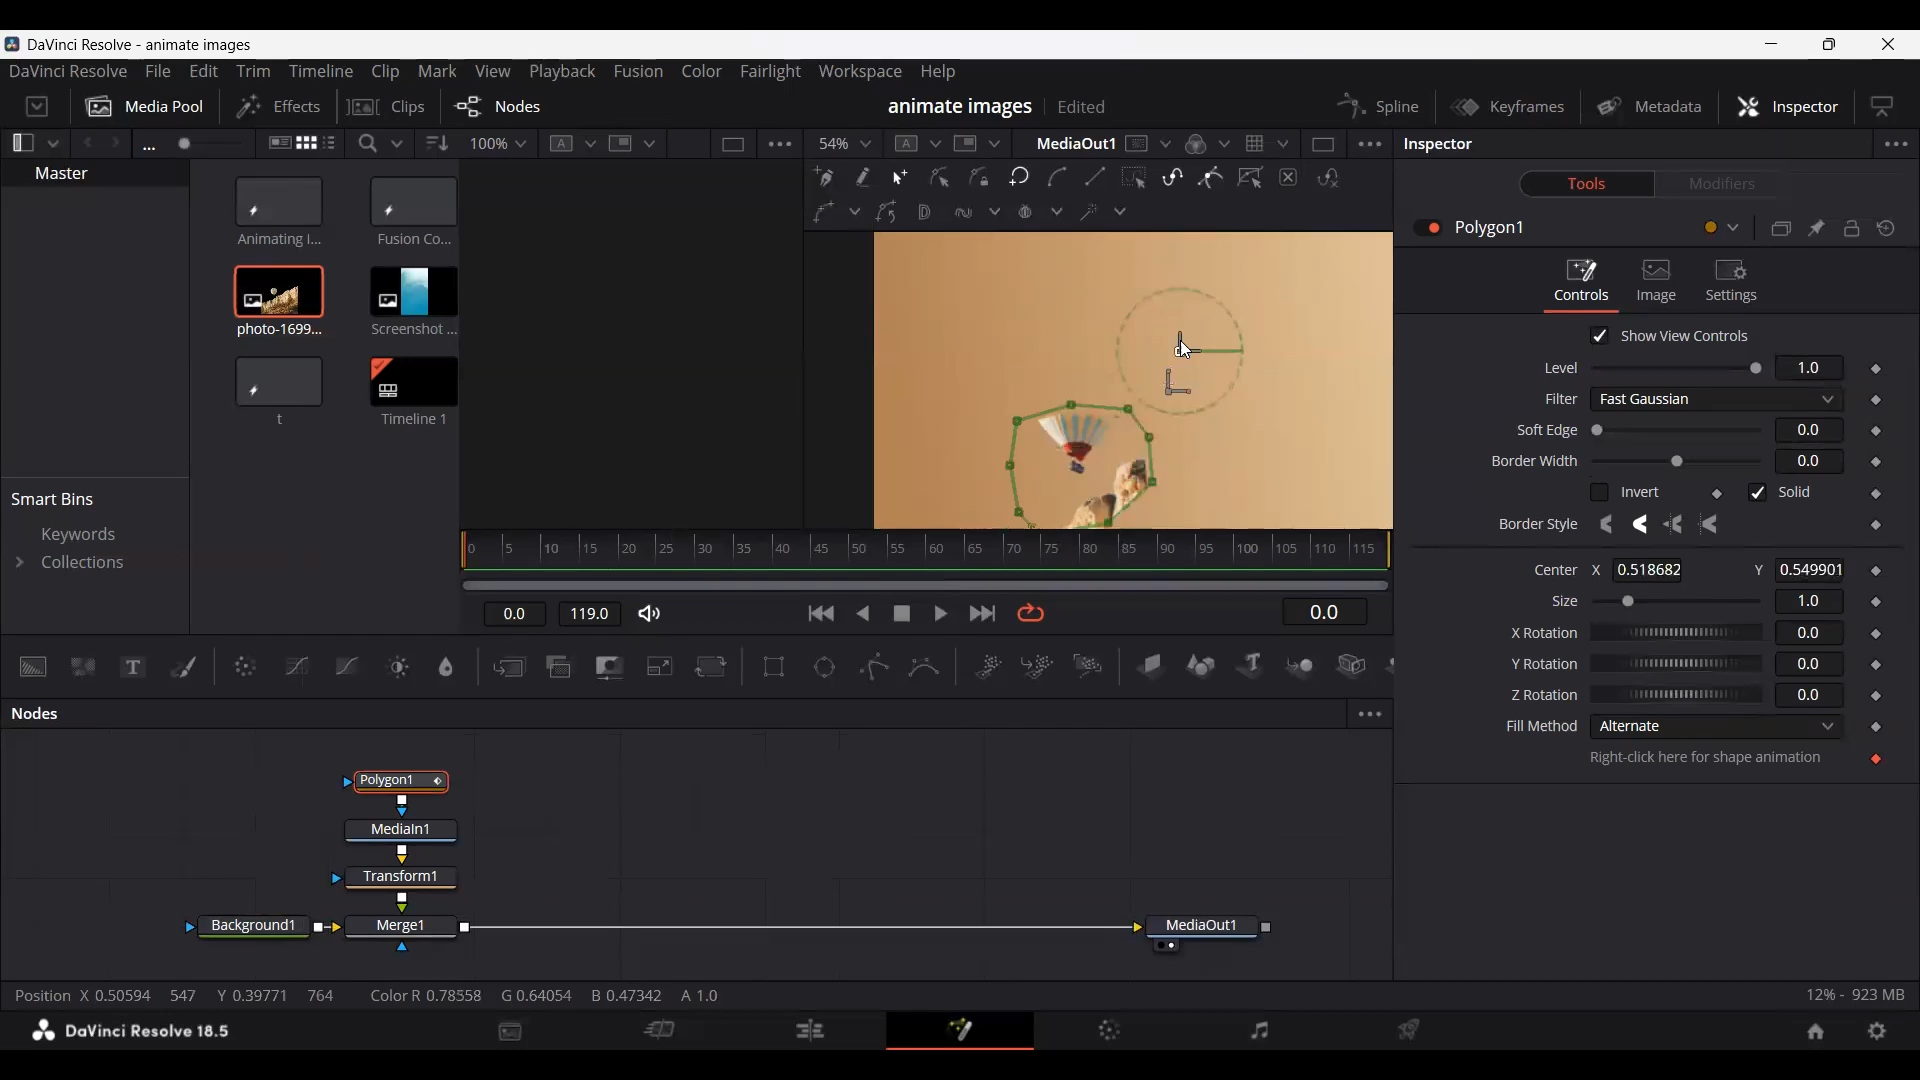 DaVinci Resolve - animate images
DaVinci Resolve File Edit Trim Timeline Clip Mark View Playback Fusion Color Fairlight Workspace Help
Media Pool Effects Clips Nodes animate images Edited Spline Keyframes Metadata Inspector
... 100% A 54% A MediaOut1 Inspector
Master
Tools Modifiers
Polygon1
Animating I...
Fusion Co...
Controls Image Settings
photo-1699...
Screenshot ...
Show View Controls
Level 1.0
Filter Fast Gaussian
t
Timeline 1
Soft Edge 0.0
Border Width 0.0
Invert Solid
Smart Bins
Keywords
Collections
Border Style
0 5 10 15 20 25 30 35 40 45 50 55 60 65 70 75 80 85 90 95 100 105 110 115
Center X 0.518682 Y 0.549901
Size 1.0
0.0 119.0 0.0
X Rotation 0.0
Y Rotation 0.0
Z Rotation 0.0
Fill Method Alternate
Right-click here for shape animation
Nodes
Polygon1
MediaIn1
Transform1
Background1 Merge1 MediaOut1
Position X 0.50594 547 Y 0.39771 764 Color R 0.78558 G 0.64054 B 0.47342 A 1.0
12% - 923 MB
DaVinci Resolve 18.5